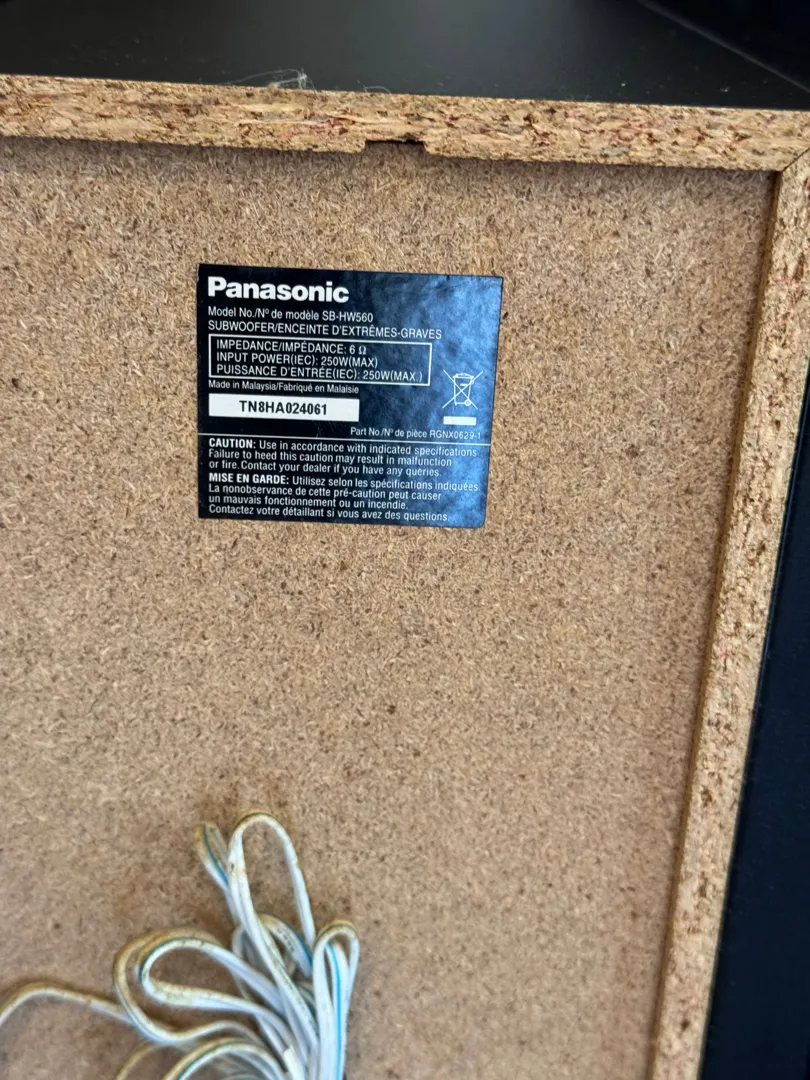 Panasonic
Model No./Nº de modèle SB-HW560
SUBWOOFER/ENCEINTE D'EXTRÊMES-GRAVES
IMPEDANCE/IMPÉDANCE: 6 Ω
INPUT POWER(IEC): 250W(MAX)
PUISSANCE D'ENTRÉE(IEC): 250W(MAX.)
Made in Malaysia/Fabriqué en Malaisie
TN8HA024061
Part No/Nº de pièce RGNX0629-1
CAUTION: Use in accordance with indicated specifications
Failure to heed this caution may result in malfunction
or fire. Contact your dealer if you have any queries.
MISE EN GARDE: Utilisez selon les spécifications indiquées
La nonobservance de cette pré-caution peut causer
un mauvais fonctionnement ou un incendie.
Contactez votre détaillant si vous avez des questions.